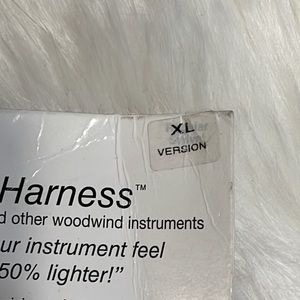 XL
VERSION
Harness™
d other woodwind instruments
ur instrument feel
50% lighter!”